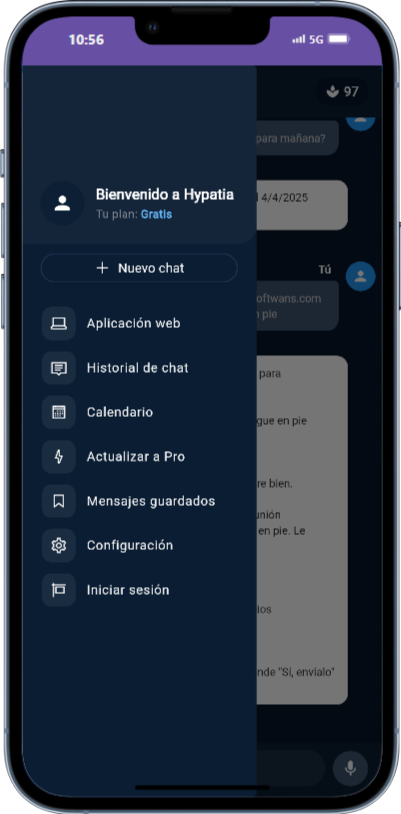 10:56
5G
97
para mañana?
Bienvenido a Hypatia
Tu plan: Gratis
4/4/2025
Nuevo chat
Tú
Aplicación web
oftwans.com
pie
Historial de chat
para
Calendario
gue en pie
Actualizar a Pro
re bien.
Mensajes guardados
unión
en pie. Le
Configuración
Iniciar sesión
ios
nde "Sí, envialo"